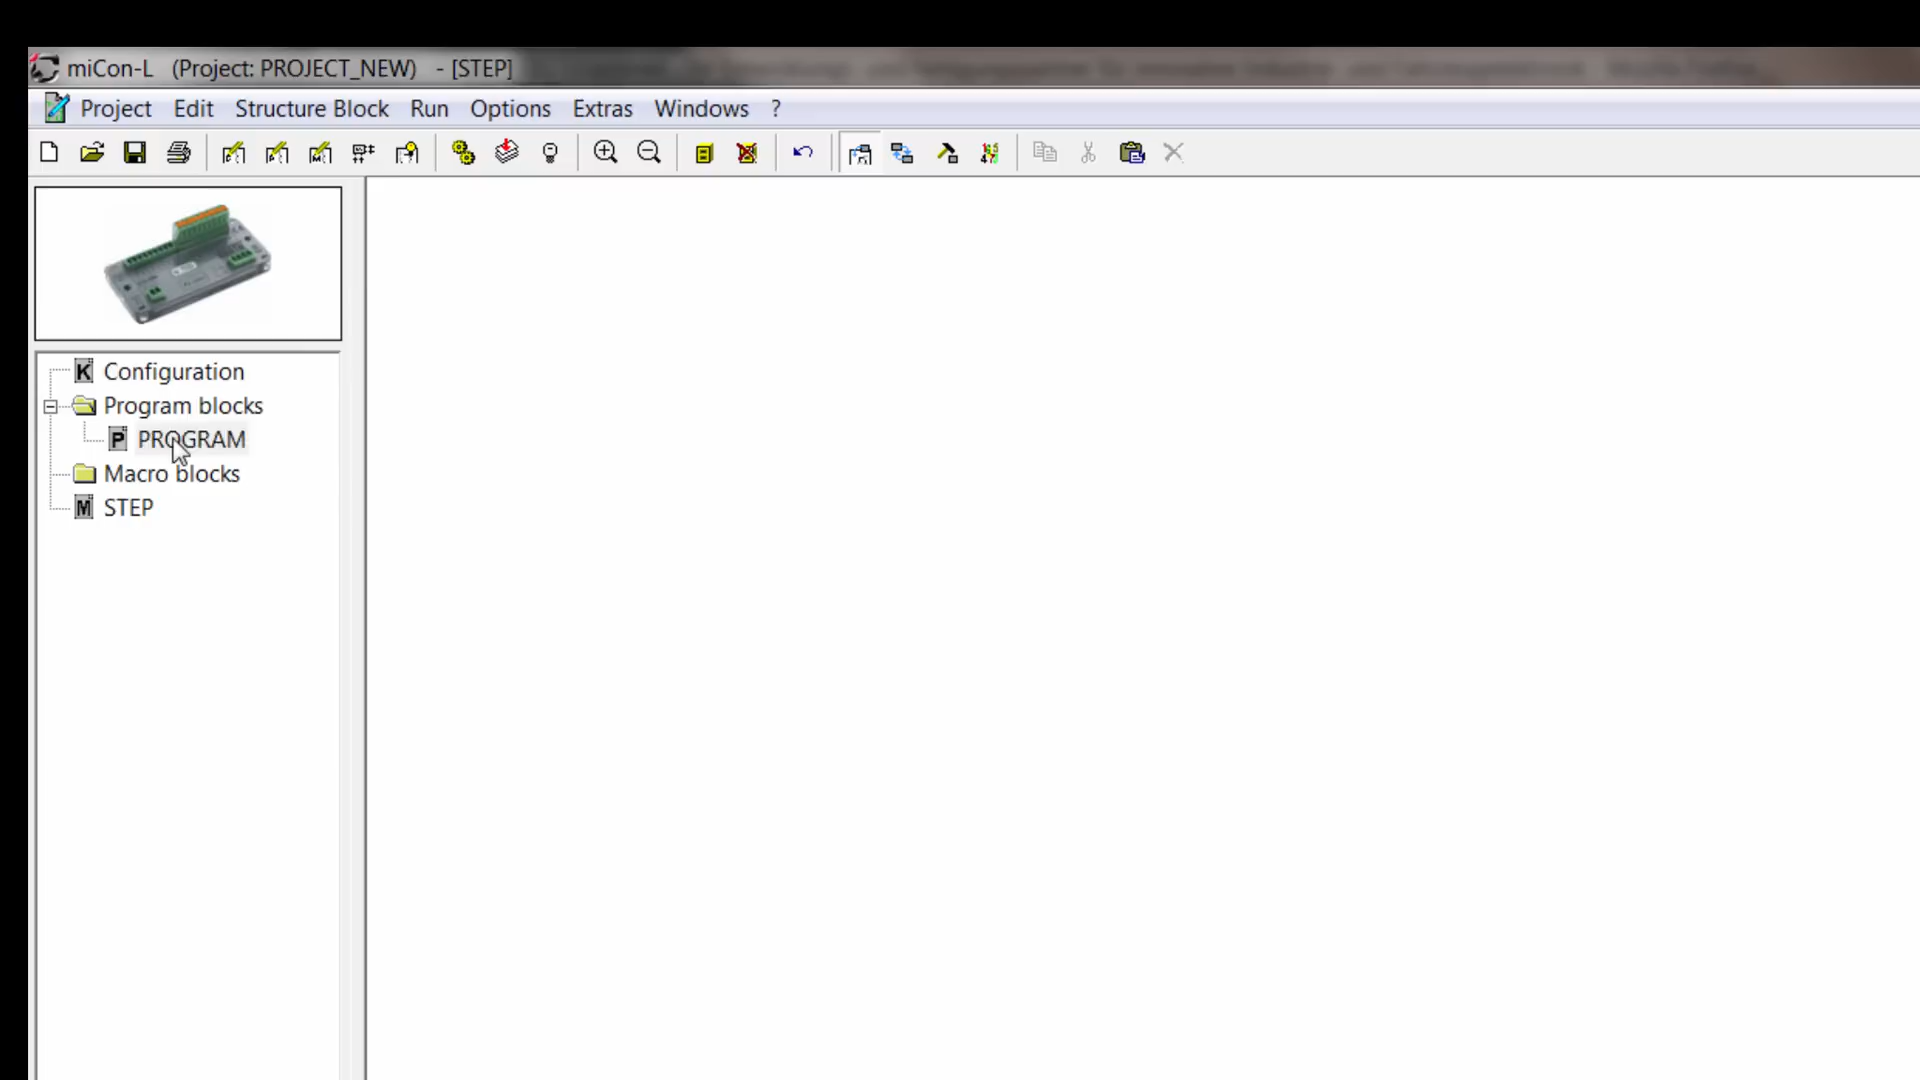 miCon-L (Project: PROJECT_NEW) - [STEP]
Project Edit Structure Block Run Options Extras Windows ?
Configuration
Program blocks
PROGRAM
Macro blocks
STEP